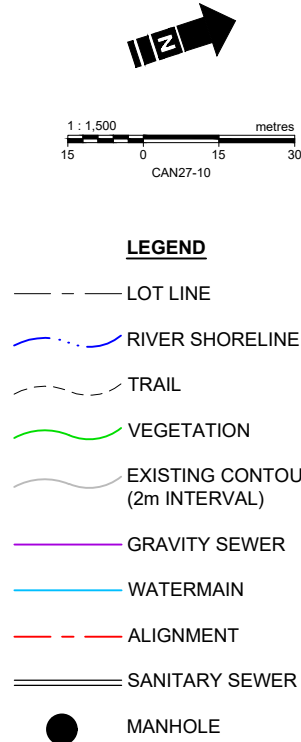 N
1 : 1,500 metres
15 0 15 30
CAN27-10
LEGEND
LOT LINE
RIVER SHORELINE
TRAIL
VEGETATION
EXISTING CONTOU
(2m INTERVAL)
GRAVITY SEWER
WATERMAIN
ALIGNMENT
SANITARY SEWER
MANHOLE